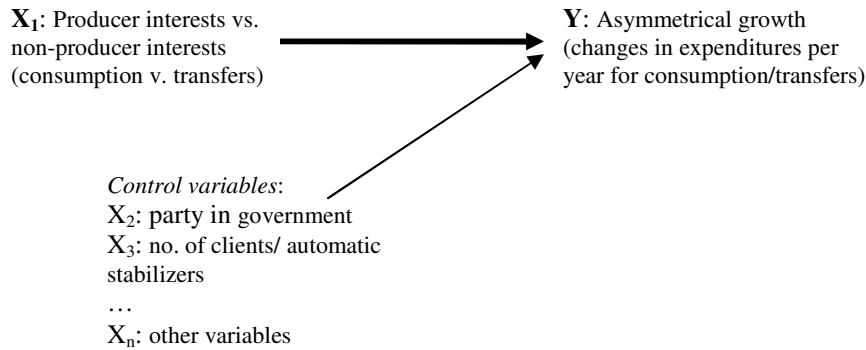 X₁: Producer interests vs.
non-producer interests
(consumption v. transfers)
Y: Asymmetrical growth
(changes in expenditures per
year for consumption/transfers)
Control variables:
X₂: party in government
X₃: no. of clients/ automatic
stabilizers
…
Xₙ: other variables